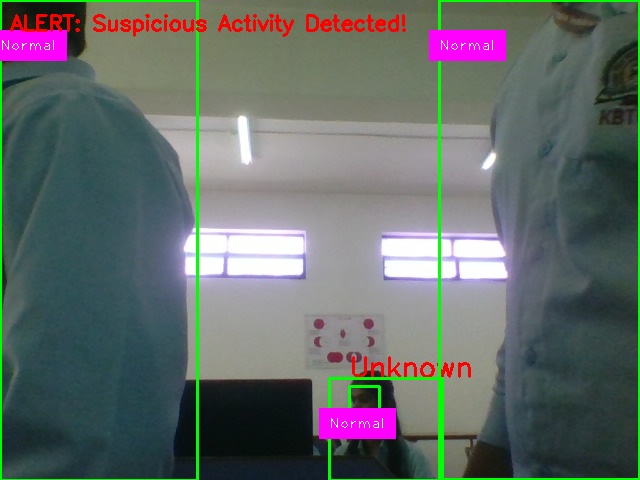 ALERT: Suspicious Activity Detected!
Normal
Normal
KBT
Unknown
Normal